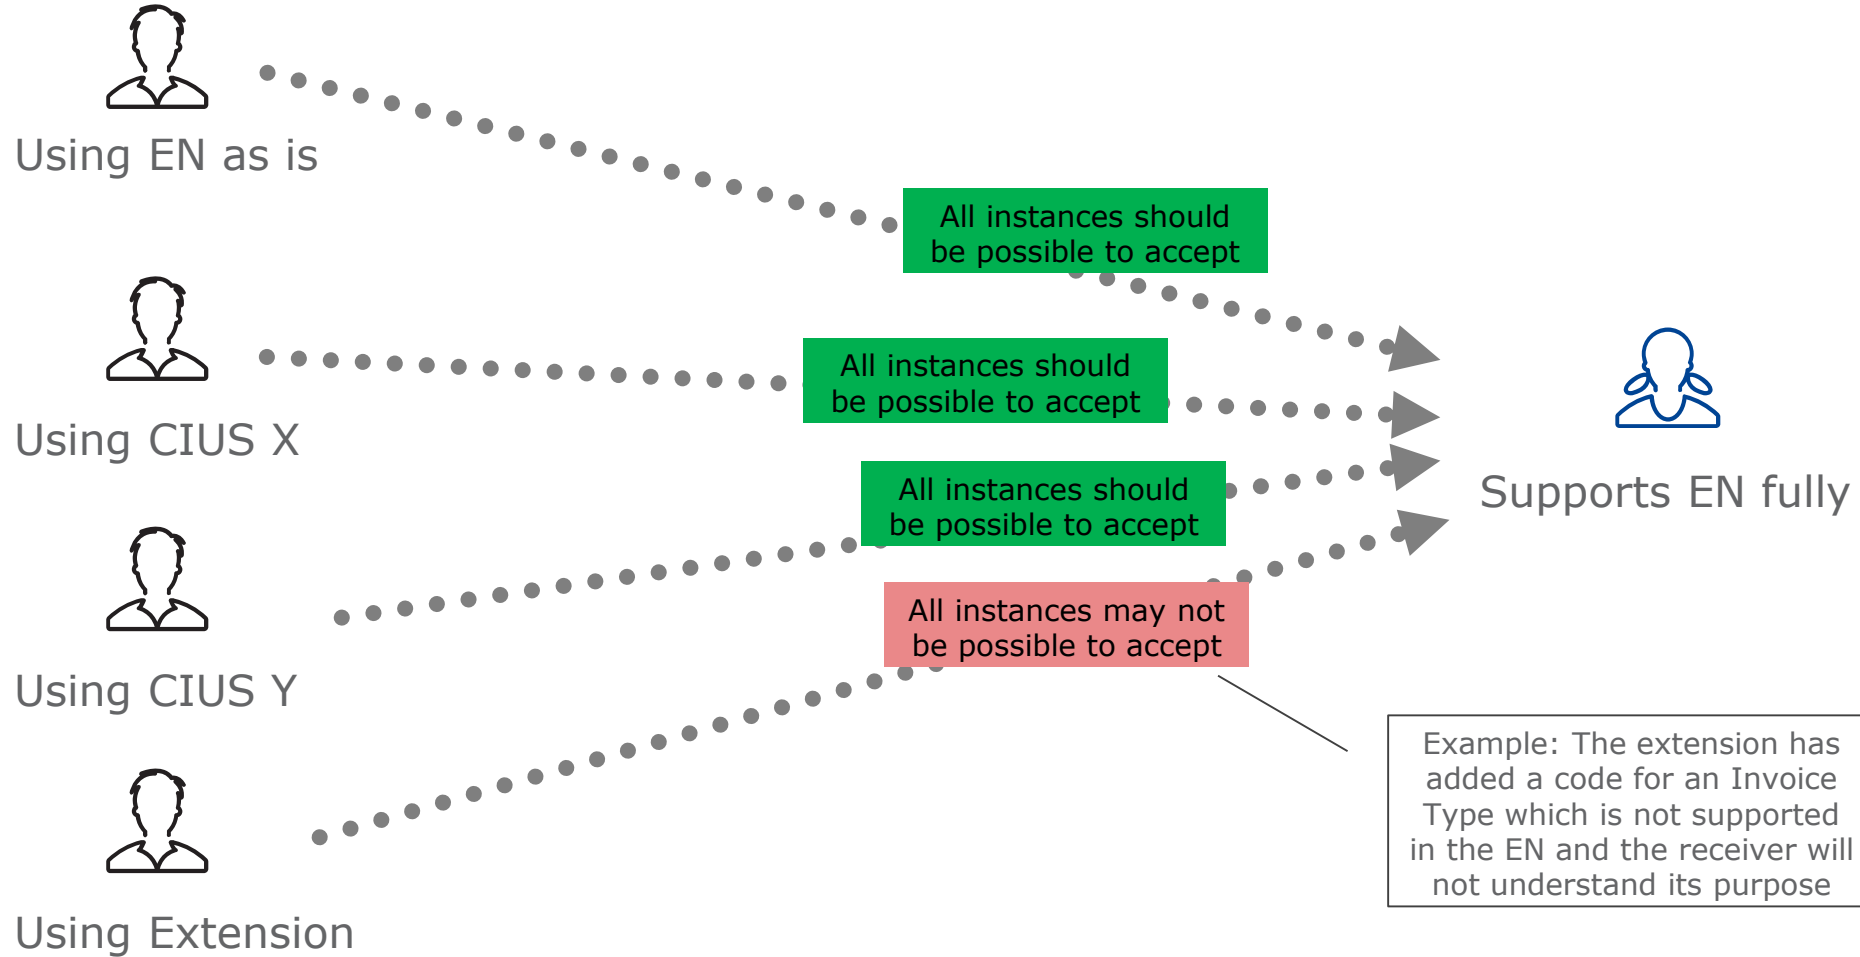 Using EN as is
All instances should
be possible to accept
Using CIUS X
All instances should
be possible to accept
Using CIUS Y
All instances should
be possible to accept
Using Extension
All instances may not
be possible to accept
Supports EN fully
Example: The extension has
added a code for an Invoice
Type which is not supported
in the EN and the receiver will
not understand its purpose